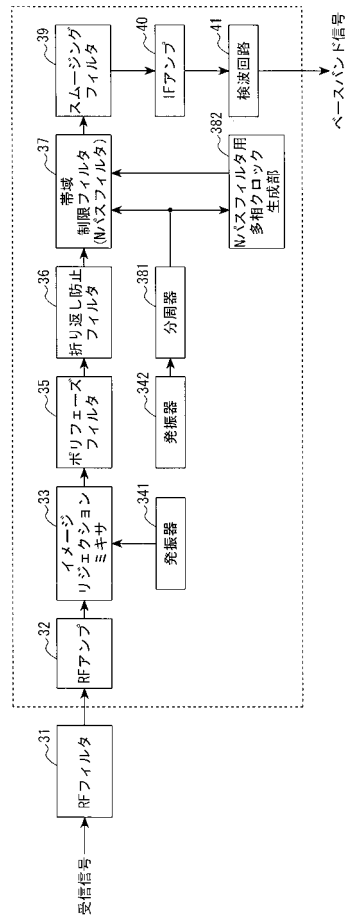 受信信号
31
RFフィルタ
32
RFアンプ
33
イメージ
リジェクション
ミキサ
341
発振器
35
ポリフェーズ
フィルタ
342
発振器
36
折り返し防止
フィルタ
381
分周器
37
帯域
制限フィルタ
(Nパスフィルタ)
382
Nパスフィルタ用
多相クロック
生成部
39
スムージング
フィルタ
40
IFアンプ
41
検波回路
ベースバンド信号